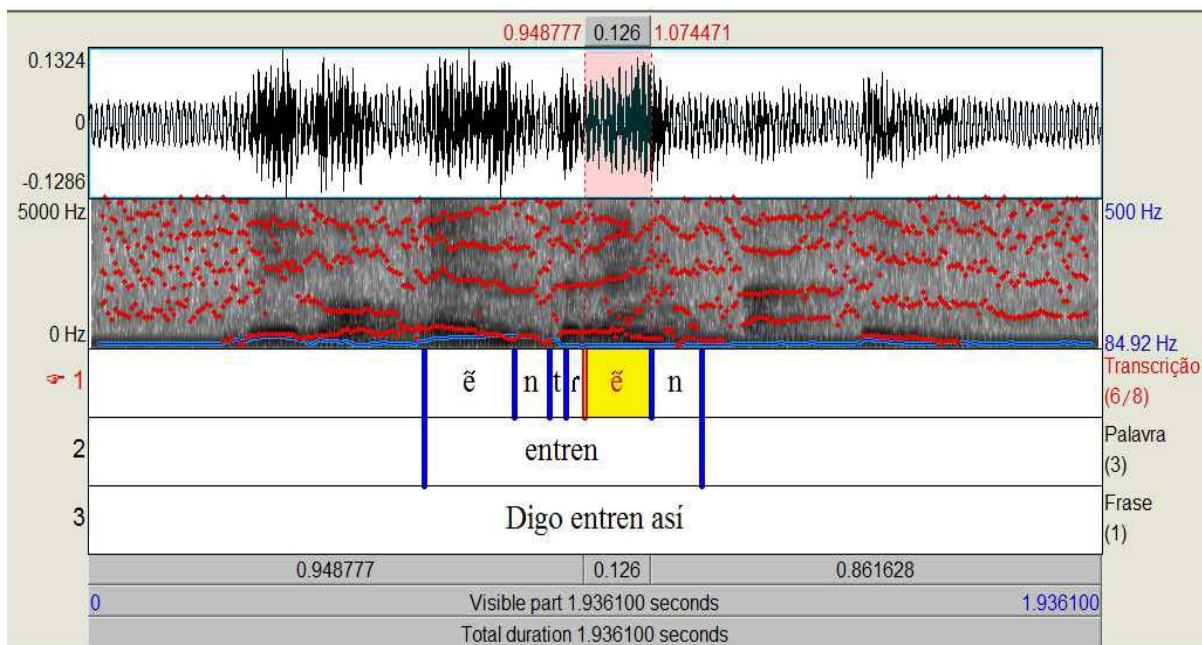 0.948777 0.126 1.074471
0.1324
0
-0.1286
5000 Hz 500 Hz
0 Hz 84.92 Hz
1 ẽ n t ɾ ẽ n Transcrição
(6/8)
2 entren Palavra
(3)
3 Digo entren así Frase
(1)
0.948777 0.126 0.861628
0 Visible part 1.936100 seconds 1.936100
Total duration 1.936100 seconds